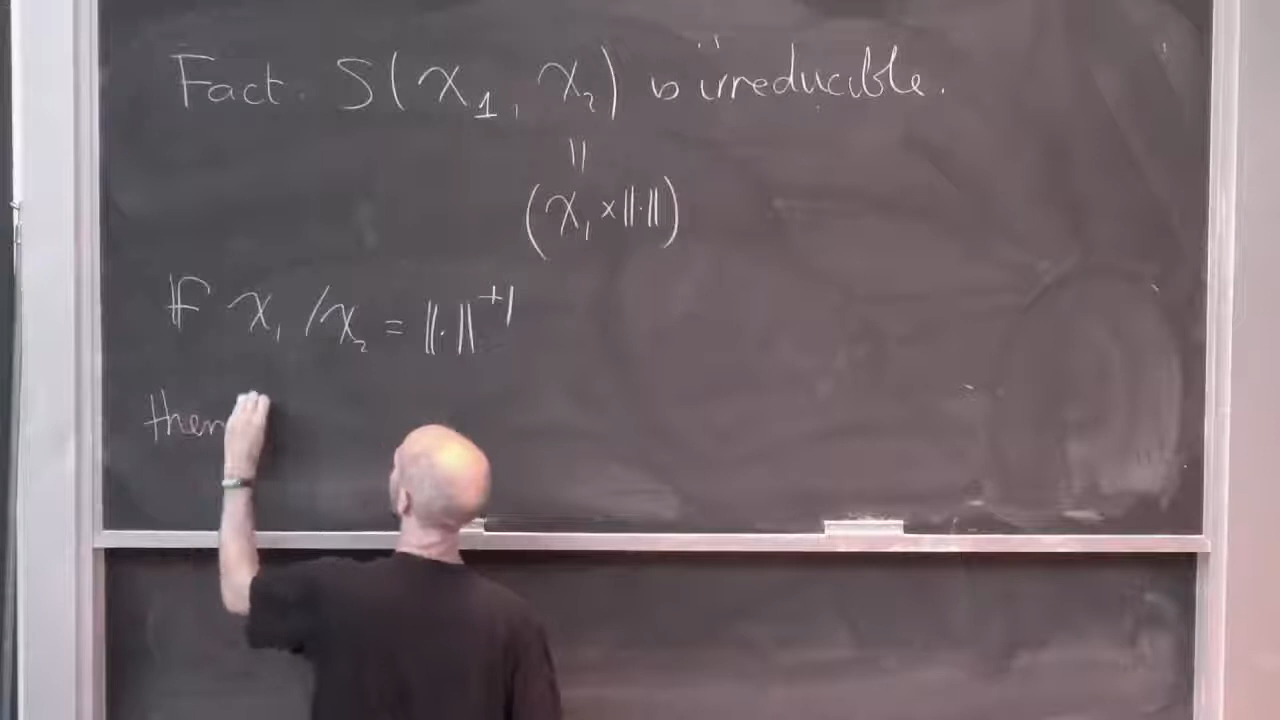 Fact. S(χ₁, χ₂) is irreducible.
||
(χ₁ × ||·||)
If χ₁ / χ₂ = ||·||⁺¹
then